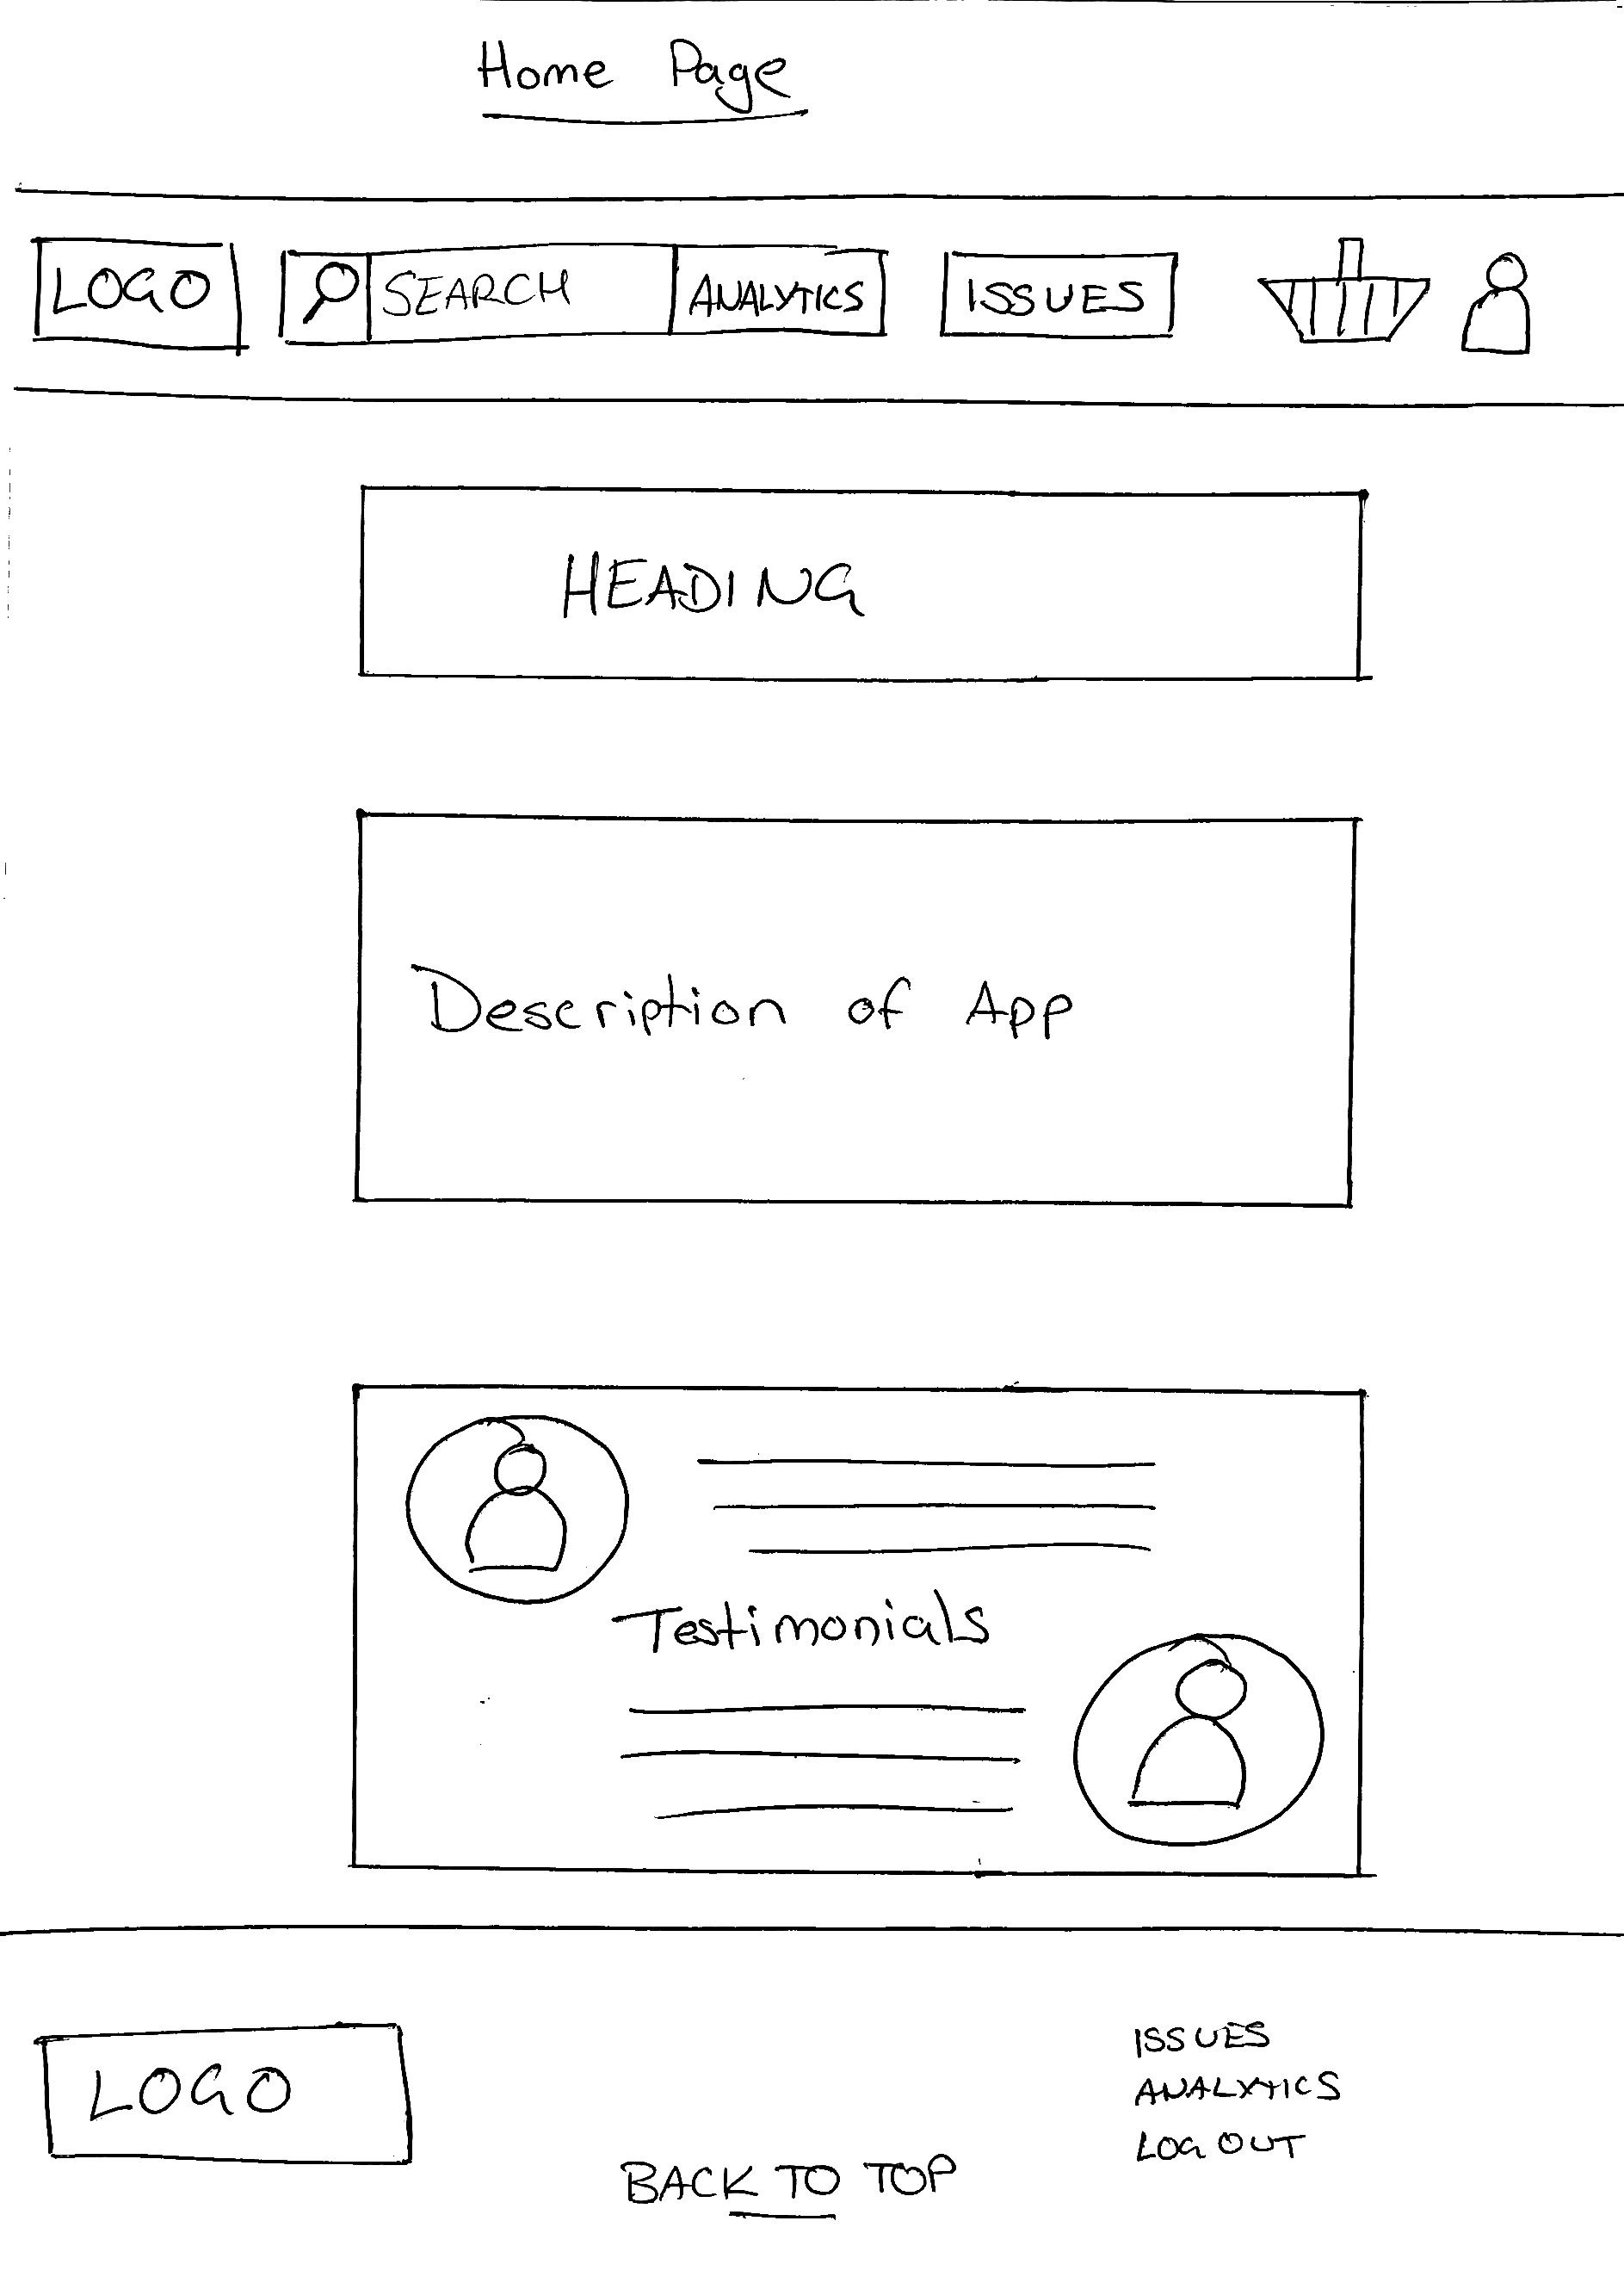 Home Page
LOGO SEARCH ANALYTICS ISSUES
HEADING
Description of App
Testimonials
LOGO
ISSUES
ANALYTICS
LOG OUT
BACK TO TOP